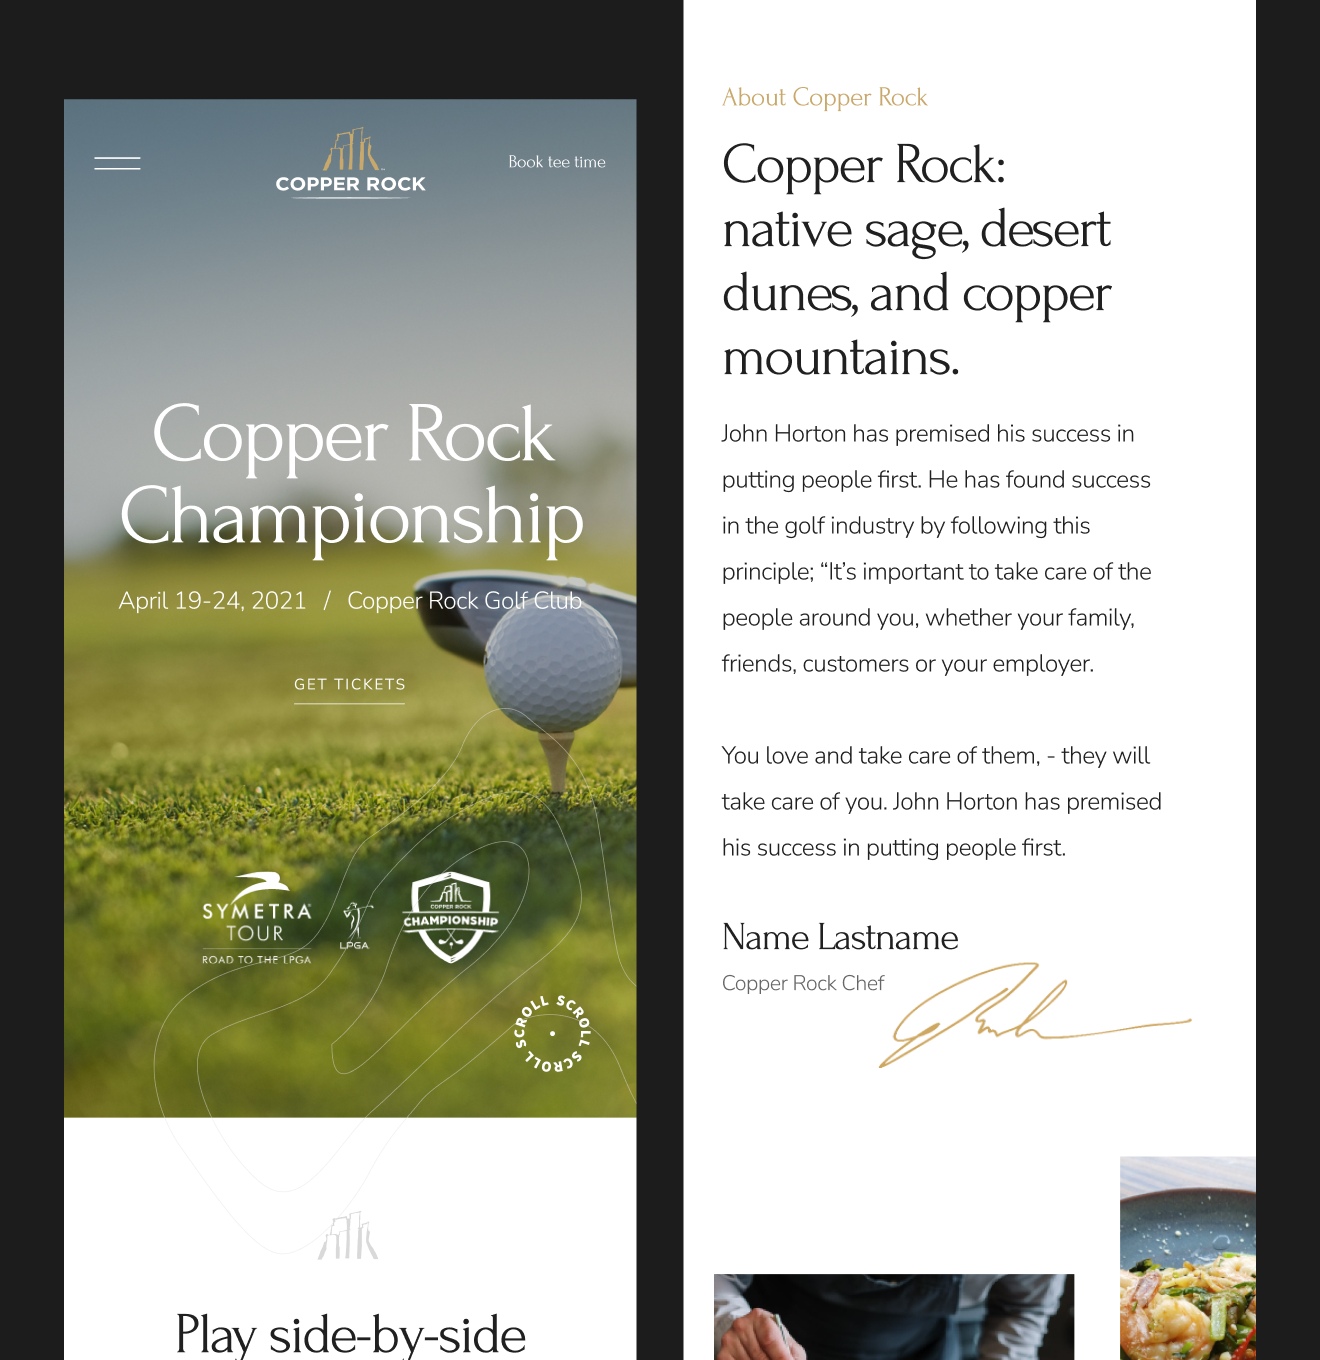 Book tee time
COPPER ROCK
Copper Rock
Championship
April 19-24, 2021 / Copper Rock Golf Club
GET TICKETS
SYMETRA
TOUR
ROAD TO THE LPGA
LPGA
COPPER ROCK
CHAMPIONSHIP
SCROLL SCROLL SCROLL SCROLL
Play side-by-side
About Copper Rock
Copper Rock:
native sage, desert
dunes, and copper
mountains.
John Horton has premised his success in
putting people first. He has found success
in the golf industry by following this
principle; “It’s important to take care of the
people around you, whether your family,
friends, customers or your employer.
You love and take care of them, - they will
take care of you. John Horton has premised
his success in putting people first.
Name Lastname
Copper Rock Chef